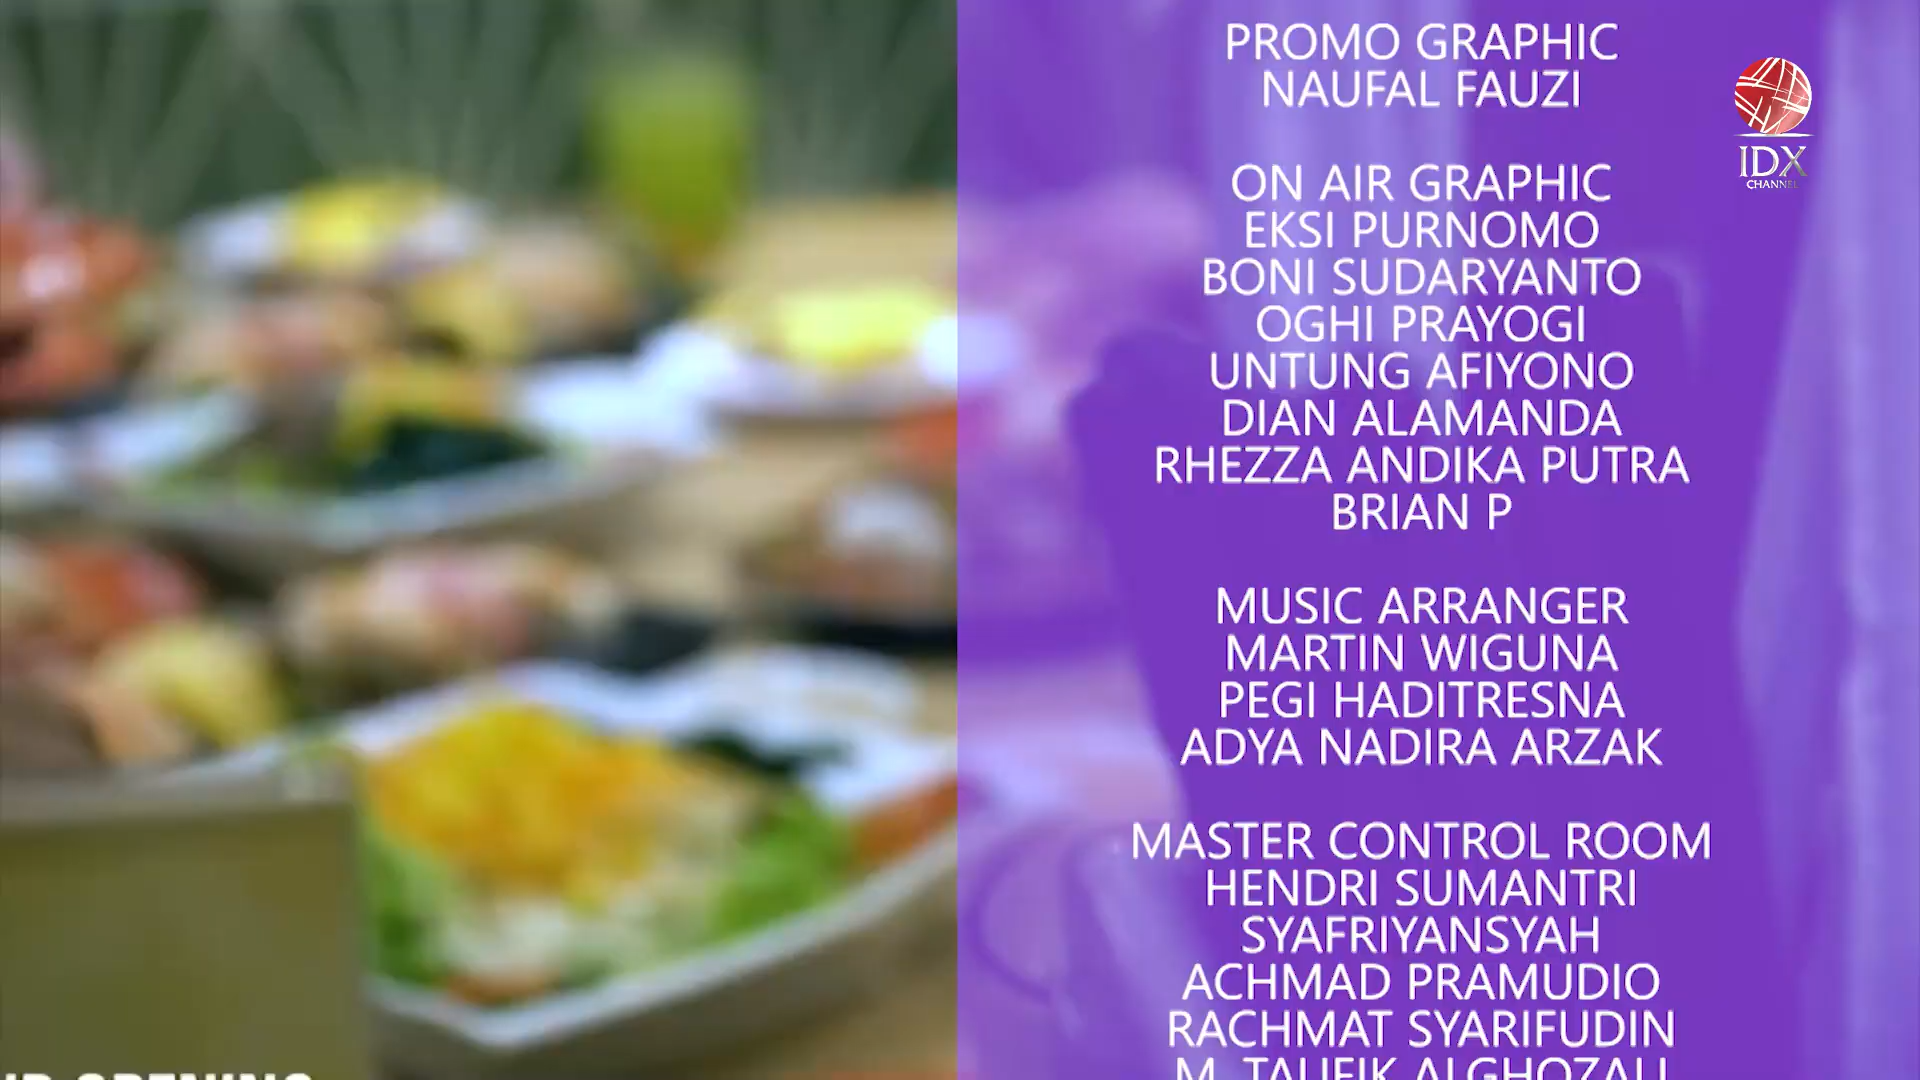 PROMO GRAPHIC
NAUFAL FAUZI
IDX
CHANNEL
ON AIR GRAPHIC
EKSI PURNOMO
BONI SUDARYANTO
OGHI PRAYOGI
UNTUNG AFIYONO
DIAN ALAMANDA
RHEZZA ANDIKA PUTRA
BRIAN P
MUSIC ARRANGER
MARTIN WIGUNA
PEGI HADITRESNA
ADYA NADIRA ARZAK
MASTER CONTROL ROOM
HENDRI SUMANTRI
SYAFRIYANSYAH
ACHMAD PRAMUDIO
RACHMAT SYARIFUDIN
M. TAUFIK ALGHOZALI